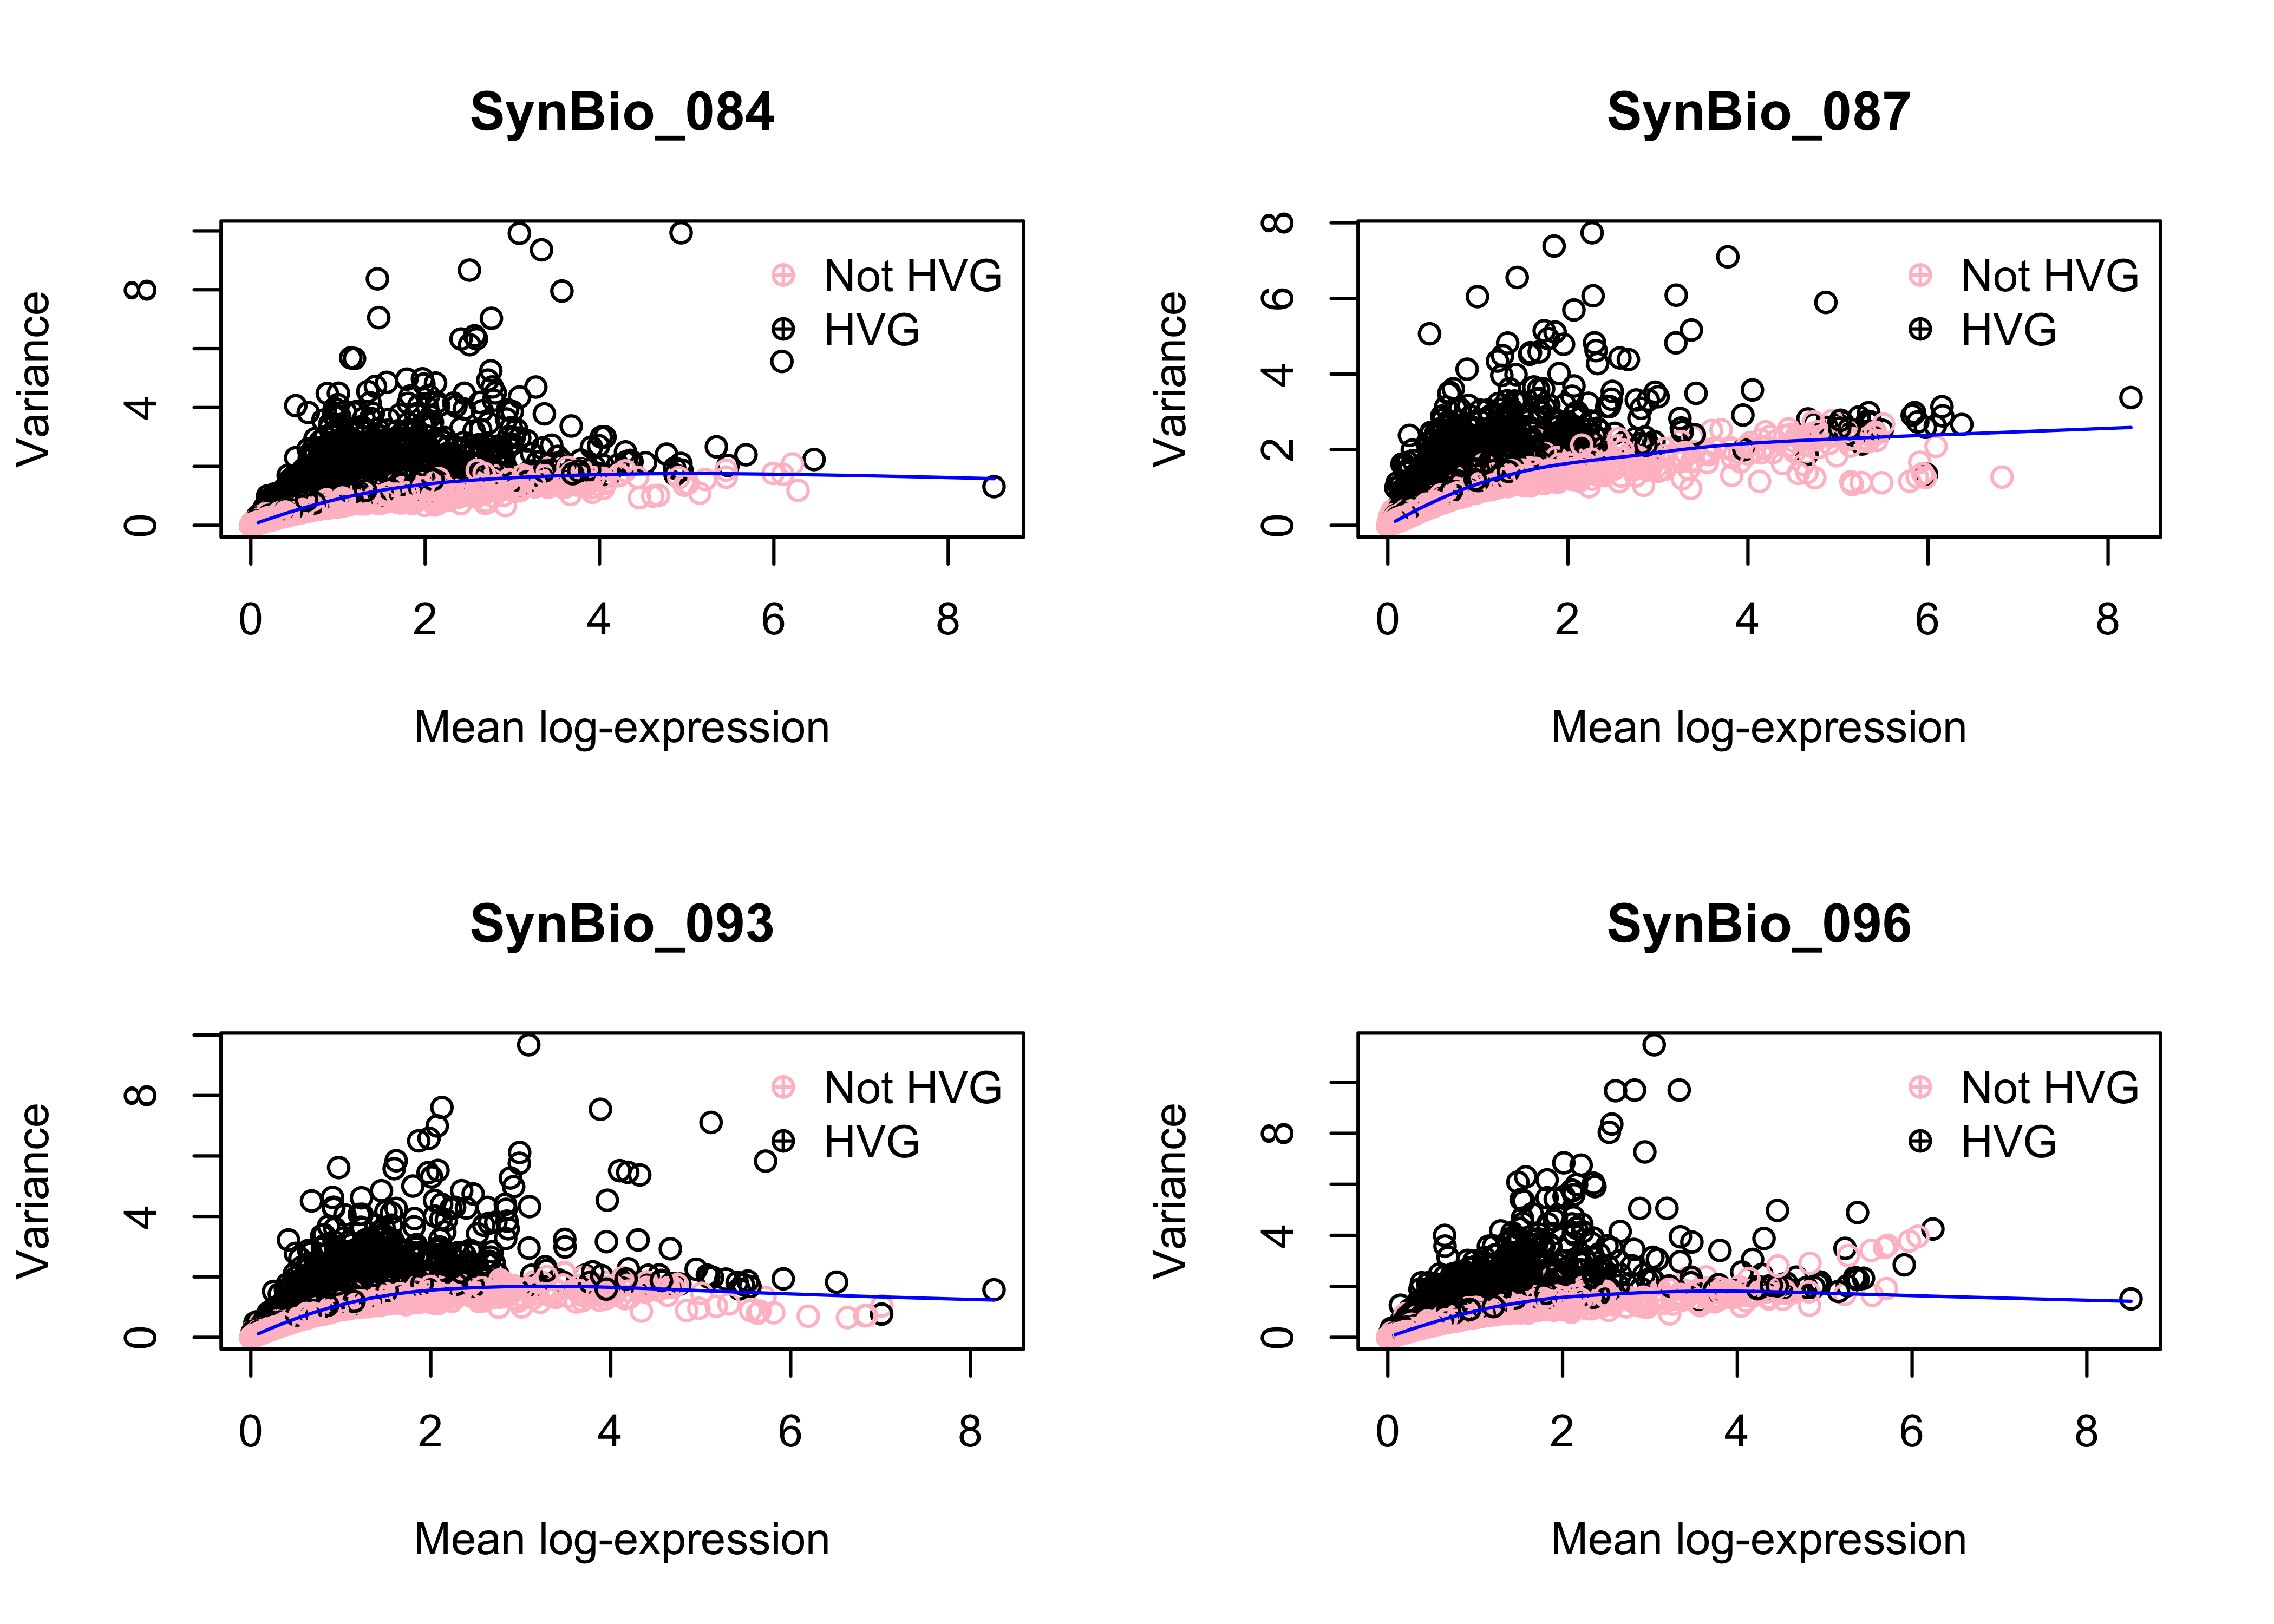 SynBio_084
Variance
8
4
0
Not HVG
HVG
0 2 4 6 8
Mean log-expression
SynBio_087
Variance
8
6
4
2
0
Not HVG
HVG
0 2 4 6 8
Mean log-expression
SynBio_093
Variance
8
4
0
Not HVG
HVG
0 2 4 6 8
Mean log-expression
SynBio_096
Variance
8
4
0
Not HVG
HVG
0 2 4 6 8
Mean log-expression